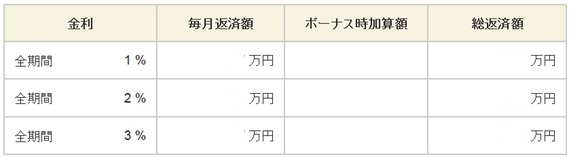 金利 毎月返済額 ボーナス時加算額 総返済額
全期間 1 % 万円 万円
全期間 2 % 万円 万円
全期間 3 % 万円 万円